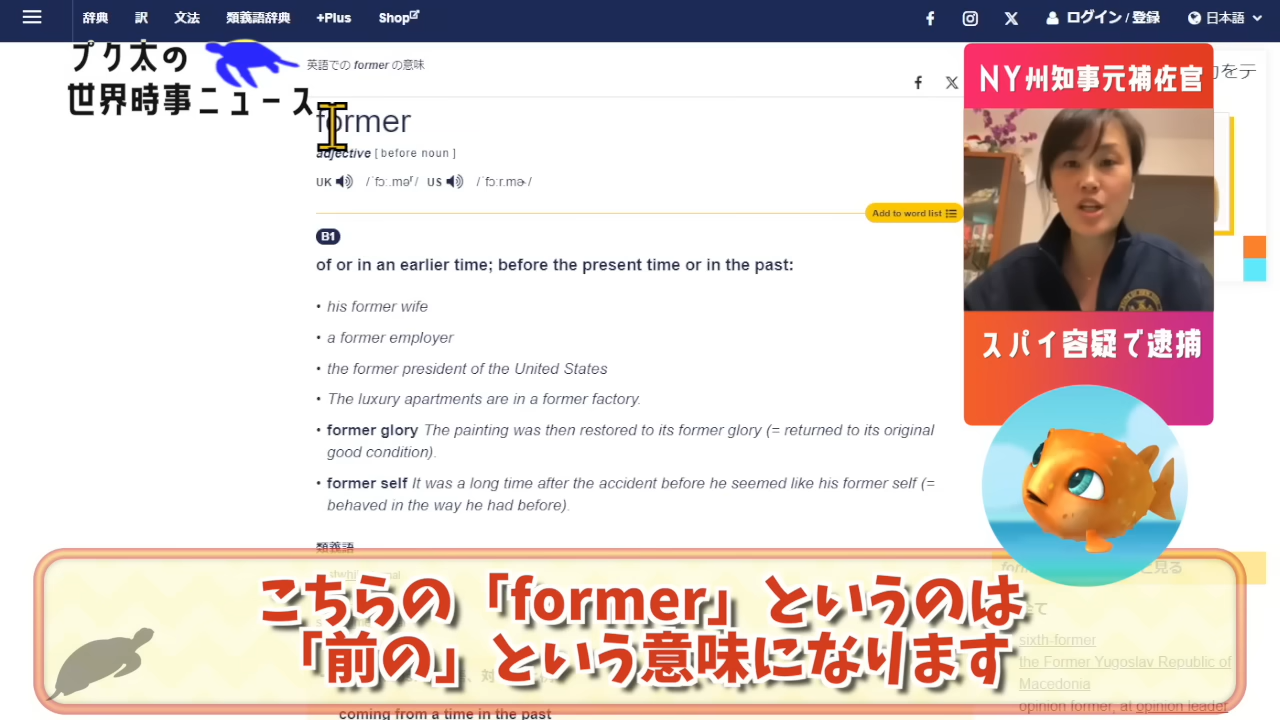 辞典 訳 文法 類義語辞典 +Plus Shop ログイン / 登録 日本語
プク太の
世界時事ニュース
英語での former の意味
former
adjective [ before noun ]
UK /ˈfɔː.mər/ US /ˈfɔːr.mɚ/
Add to word list
B1
of or in an earlier time; before the present time or in the past:
• his former wife
• a former employer
• the former president of the United States
• The luxury apartments are in a former factory.
• former glory The painting was then restored to its former glory (= returned to its original
good condition).
• former self It was a long time after the accident before he seemed like his former self (=
behaved in the way he had before).
類義語
NY州知事元補佐官
スパイ容疑で逮捕
こちらの「former」というのは
「前の」という意味になります
sixth-former
the Former Yugoslav Republic of
Macedonia
opinion former, at opinion leader
coming from a time in the past